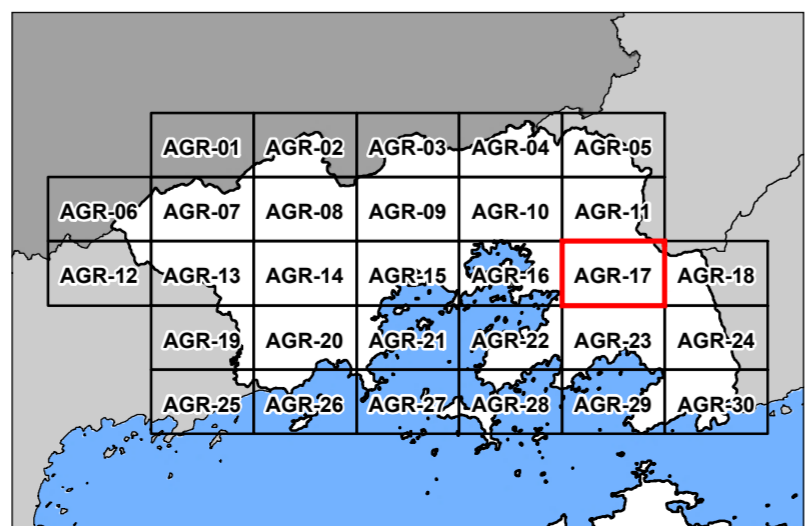 AGR-01 AGR-02 AGR-03 AGR-04 AGR-05
AGR-06 AGR-07 AGR-08 AGR-09 AGR-10 AGR-11
AGR-12 AGR-13 AGR-14 AGR-15 AGR-16 AGR-17 AGR-18
AGR-19 AGR-20 AGR-21 AGR-22 AGR-23 AGR-24
AGR-25 AGR-26 AGR-27 AGR-28 AGR-29 AGR-30